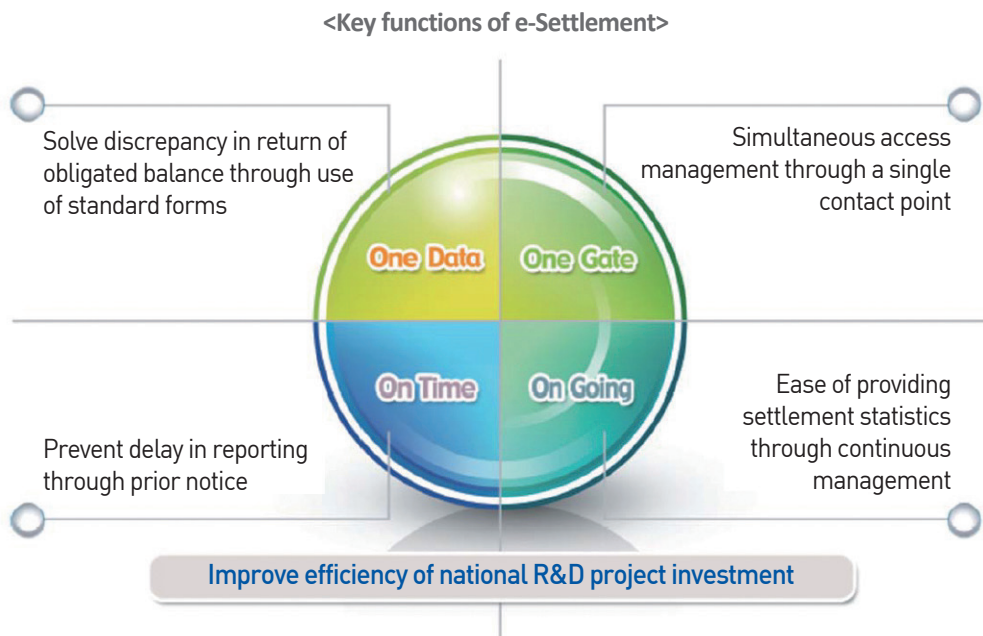 <Key functions of e-Settlement>
Solve discrepancy in return of
obligated balance through use
of standard forms
Simultaneous access
management through a single
contact point
One Data
One Gate
On Time
On Going
Prevent delay in reporting
through prior notice
Ease of providing
settlement statistics
through continuous
management
Improve efficiency of national R&D project investment